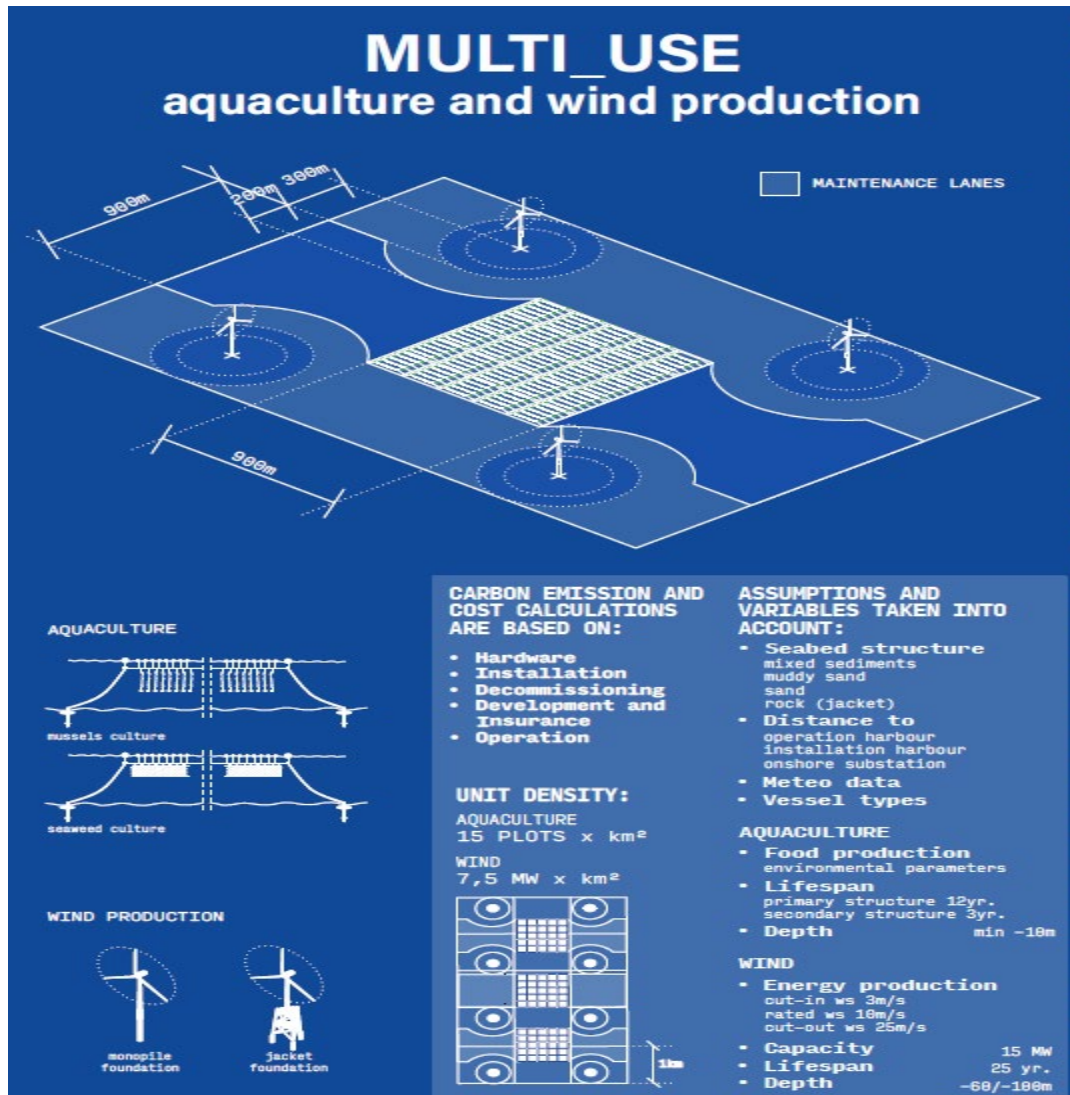 MULTI_USE
aquaculture and wind production
900m
200m
300m
MAINTENANCE LANES
900m
AQUACULTURE
mussels culture
seaweed culture
WIND PRODUCTION
monopile
foundation
jacket
foundation
CARBON EMISSION AND
COST CALCULATIONS
ARE BASED ON:
• Hardware
• Installation
• Decommissioning
• Development and
Insurance
• Operation
UNIT DENSITY:
AQUACULTURE
15 PLOTS x km²
WIND
7,5 MW x km²
1km
ASSUMPTIONS AND
VARIABLES TAKEN INTO
ACCOUNT:
• Seabed structure
mixed sediments
muddy sand
sand
rock (jacket)
• Distance to
operation harbour
installation harbour
onshore substation
• Meteo data
• Vessel types
AQUACULTURE
• Food production
environmental parameters
• Lifespan
primary structure 12yr.
secondary structure 3yr.
• Depth min -10m
WIND
• Energy production
cut-in ws 3m/s
rated ws 10m/s
cut-out ws 25m/s
• Capacity 15 MW
• Lifespan 25 yr.
• Depth -60/-100m